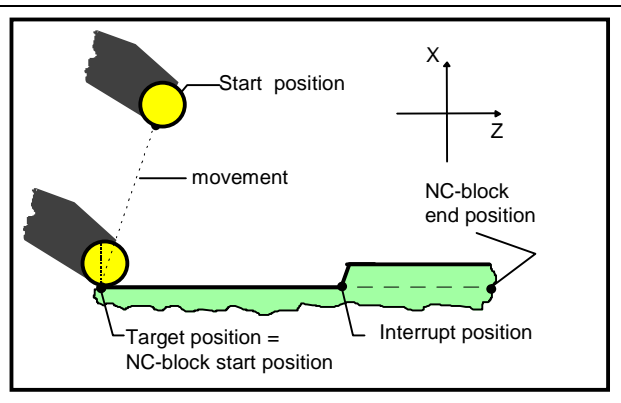 Start position
X
Z
movement
NC-block
end position
Interrupt position
Target position =
NC-block start position